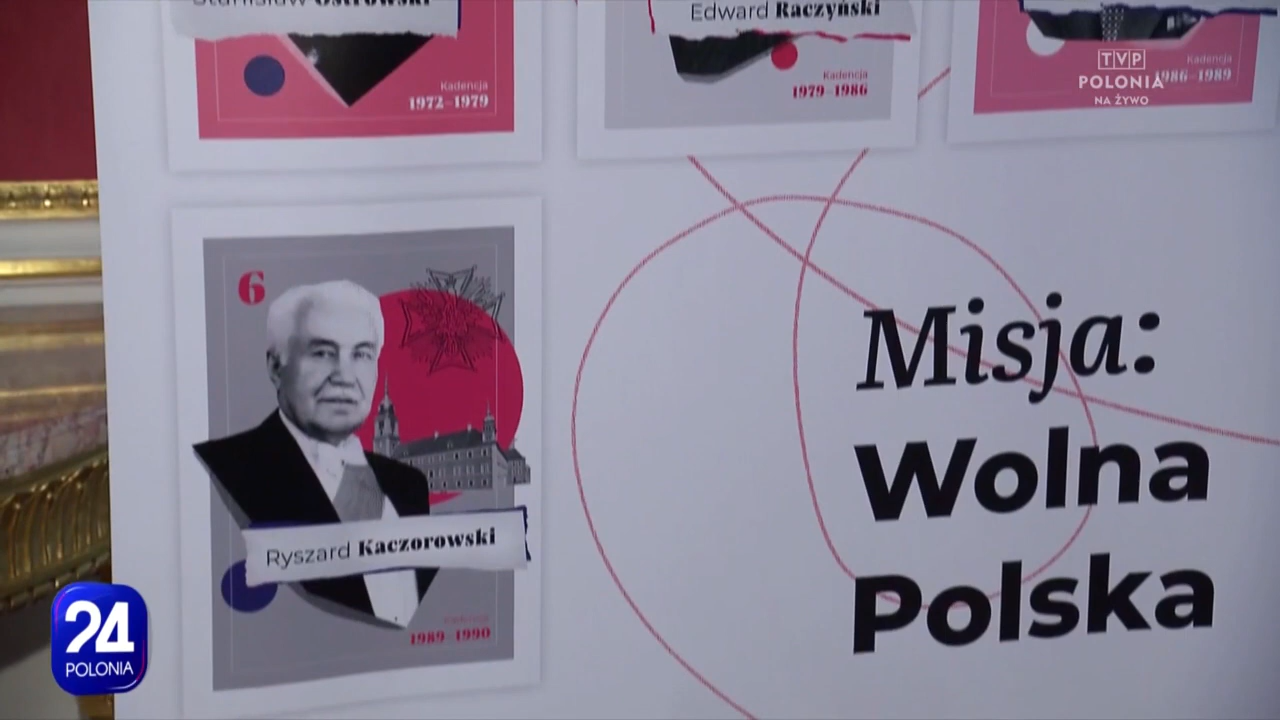 Stanisław Ostrowski
Kadencja
1972–1979
Edward Raczyński
Kadencja
1979–1986
1986–1989
TVP
POLONIA
NA ŻYWO
6
Ryszard Kaczorowski
Kadencja
1989–1990
Misja:
Wolna
Polska
24
POLONIA